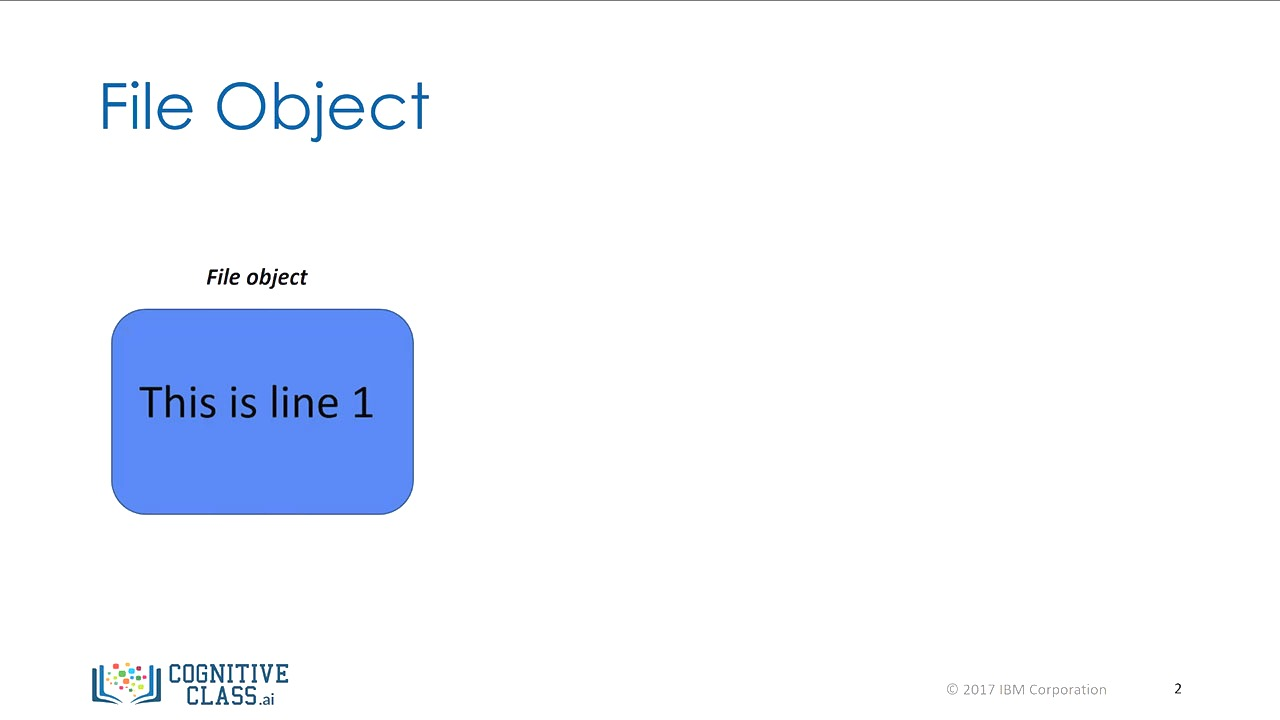 File Object
File object
This is line 1
COGNITIVE
CLASS.ai
© 2017 IBM Corporation
2